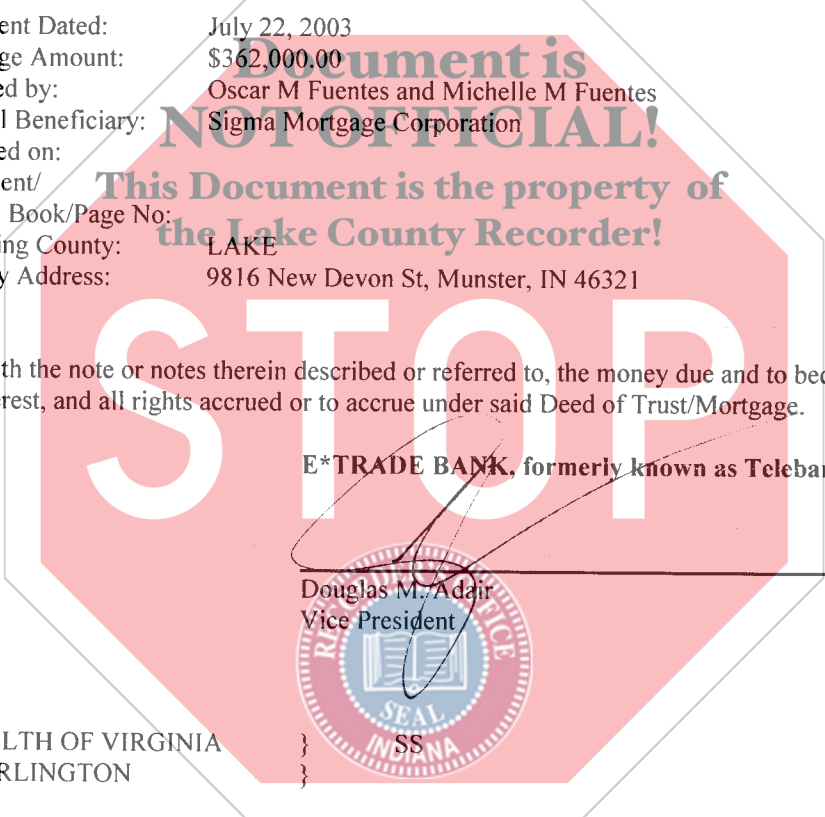 ent Dated: July 22, 2003
ge Amount: $362,000.00
Document is
ed by: Oscar M Fuentes and Michelle M Fuentes
l Beneficiary: Sigma Mortgage Corporation
NOT OFFICIAL!
ed on:
ent/
This Document is the property of
Book/Page No:
the Lake County Recorder!
ing County: LAKE
y Address: 9816 New Devon St, Munster, IN 46321
STOP
th the note or notes therein described or referred to, the money due and to bec
rest, and all rights accrued or to accrue under said Deed of Trust/Mortgage.
E*TRADE BANK, formerly known as Teleban
Douglas M. Adair
Vice President
RECORDER'S OFFICE
SEAL
INDIANA
LTH OF VIRGINIA } SS
RLINGTON }